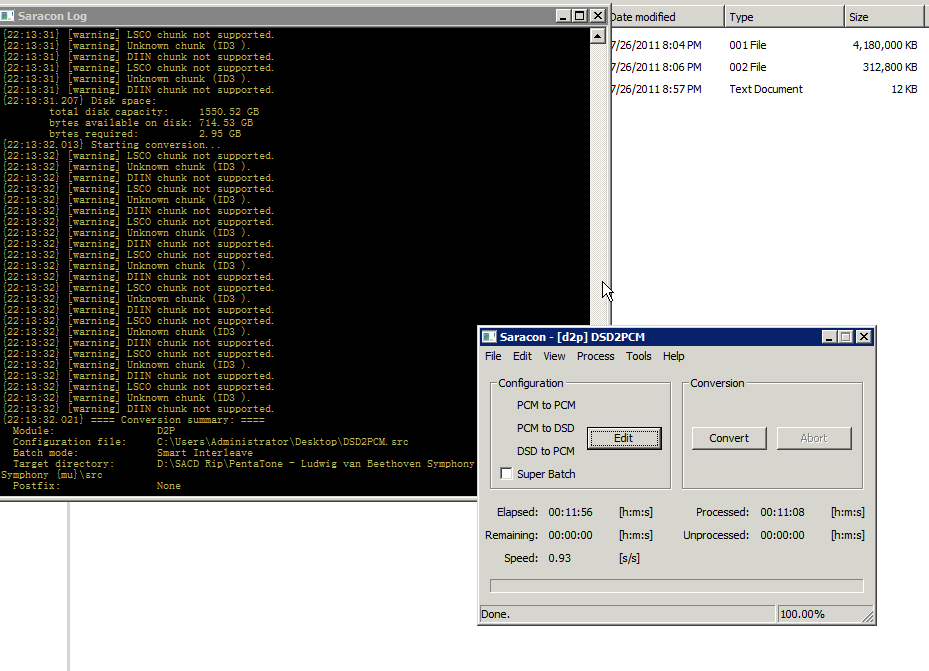 Saracon Log
{22:13:31} [warning] LSCO chunk not supported.
{22:13:31} [warning] Unknown chunk (ID3 ).
{22:13:31} [warning] DIIN chunk not supported.
{22:13:31} [warning] LSCO chunk not supported.
{22:13:31} [warning] Unknown chunk (ID3 ).
{22:13:31} [warning] DIIN chunk not supported.
{22:13:31.207} Disk space:
total disk capacity: 1550.52 GB
bytes available on disk: 714.53 GB
bytes required: 2.95 GB
{22:13:32.013} Starting conversion...
{22:13:32} [warning] LSCO chunk not supported.
{22:13:32} [warning] Unknown chunk (ID3 ).
{22:13:32} [warning] DIIN chunk not supported.
{22:13:32} [warning] LSCO chunk not supported.
{22:13:32} [warning] Unknown chunk (ID3 ).
{22:13:32} [warning] DIIN chunk not supported.
{22:13:32} [warning] LSCO chunk not supported.
{22:13:32} [warning] Unknown chunk (ID3 ).
{22:13:32} [warning] DIIN chunk not supported.
{22:13:32} [warning] LSCO chunk not supported.
{22:13:32} [warning] Unknown chunk (ID3 ).
{22:13:32} [warning] DIIN chunk not supported.
{22:13:32} [warning] LSCO chunk not supported.
{22:13:32} [warning] Unknown chunk (ID3 ).
{22:13:32} [warning] DIIN chunk not supported.
{22:13:32} [warning] LSCO chunk not supported.
{22:13:32} [warning] Unknown chunk (ID3 ).
{22:13:32} [warning] DIIN chunk not supported.
{22:13:32} [warning] LSCO chunk not supported.
{22:13:32} [warning] Unknown chunk (ID3 ).
{22:13:32} [warning] DIIN chunk not supported.
{22:13:32} [warning] LSCO chunk not supported.
{22:13:32} [warning] Unknown chunk (ID3 ).
{22:13:32} [warning] DIIN chunk not supported.
{22:13:32.021} ==== Conversion summary: ====
Module: D2P
Configuration file: C:\Users\Administrator\Desktop\DSD2PCM.src
Batch mode: Smart Interleave
Target directory: D:\SACD Rip\PentaTone - Ludwig van Beethoven Symphony
Symphony {mu}\src
Postfix: None
Date modified Type Size
7/26/2011 8:04 PM 001 File 4,180,000 KB
7/26/2011 8:06 PM 002 File 312,800 KB
7/26/2011 8:57 PM Text Document 12 KB
Saracon - [d2p] DSD2PCM
File Edit View Process Tools Help
Configuration
PCM to PCM
PCM to DSD
DSD to PCM
Edit
Super Batch
Conversion
Convert Abort
Elapsed: 00:11:56 [h:m:s] Processed: 00:11:08 [h:m:s]
Remaining: 00:00:00 [h:m:s] Unprocessed: 00:00:00 [h:m:s]
Speed: 0.93 [s/s]
Done. 100.00%